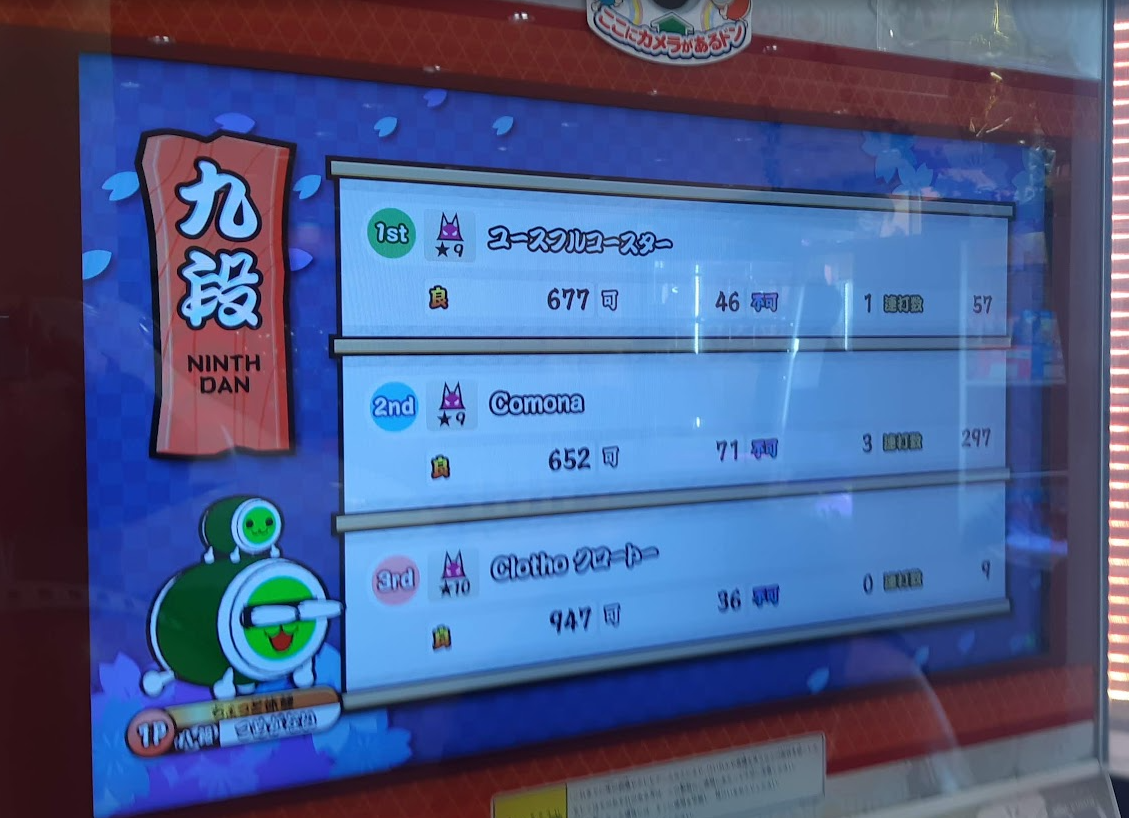 ここにカメラがあるドン
九段
NINTH
DAN
1st ★9 ユースフルコースター
良 677 可 46 不可 1 連打数 57
2nd ★9 Comona
良 652 可 71 不可 3 連打数 297
3rd ★10 Clotho クロートー
良 947 可 36 不可 0 連打数 9
1P 八段